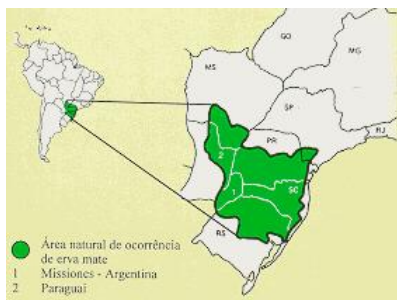 GO
MG
MS
SP
RJ
PR
2
1
SC
RS
Área natural de ocorrência
de erva mate
1 Missiones - Argentina
2 Paraguai